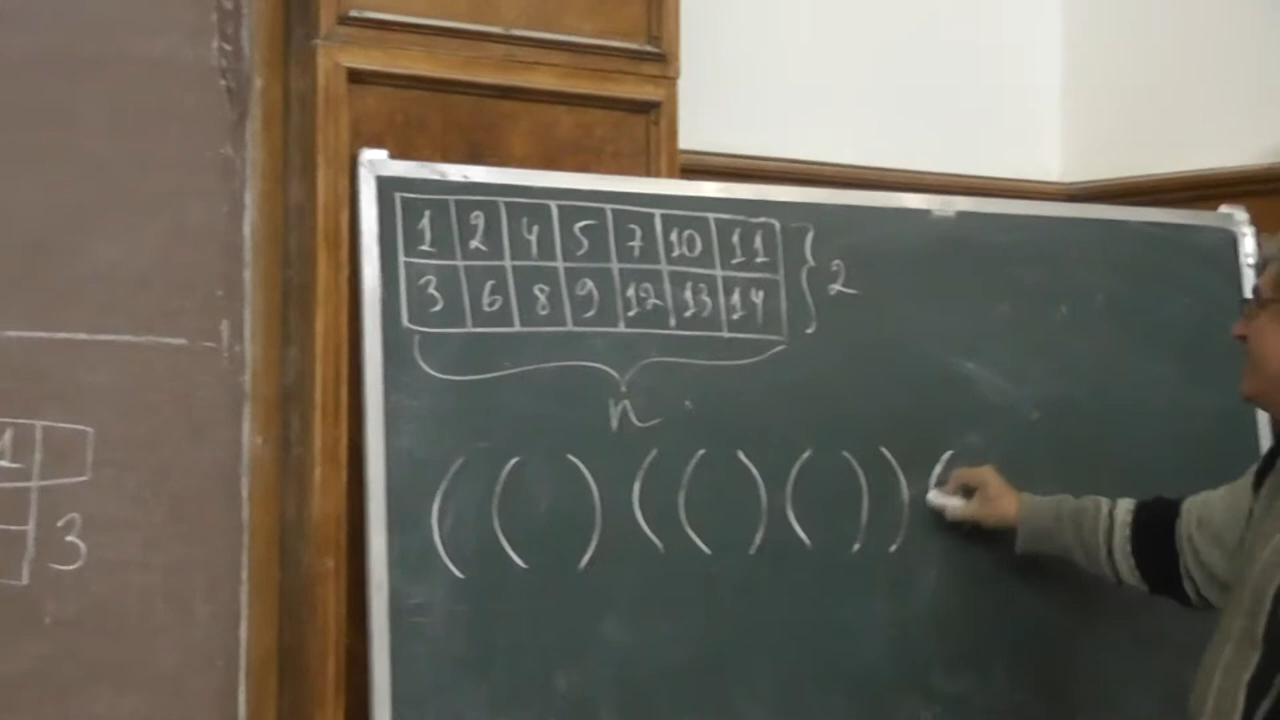 1 2 4 5 7 10 11
3 6 8 9 12 13 14
} 2
n
( ( ) ( ( ) ( ) ) (
1
3